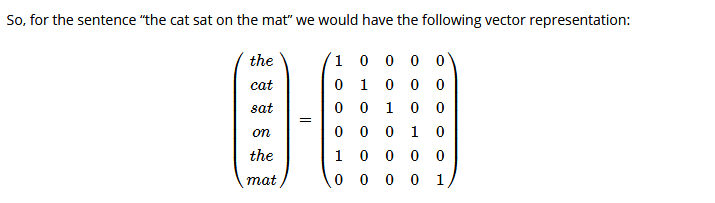 So, for the sentence “the cat sat on the mat” we would have the following vector representation:
the 1 0 0 0 0
cat 0 1 0 0 0
sat 0 0 1 0 0
= 
on 0 0 0 1 0
the 1 0 0 0 0
mat 0 0 0 0 1